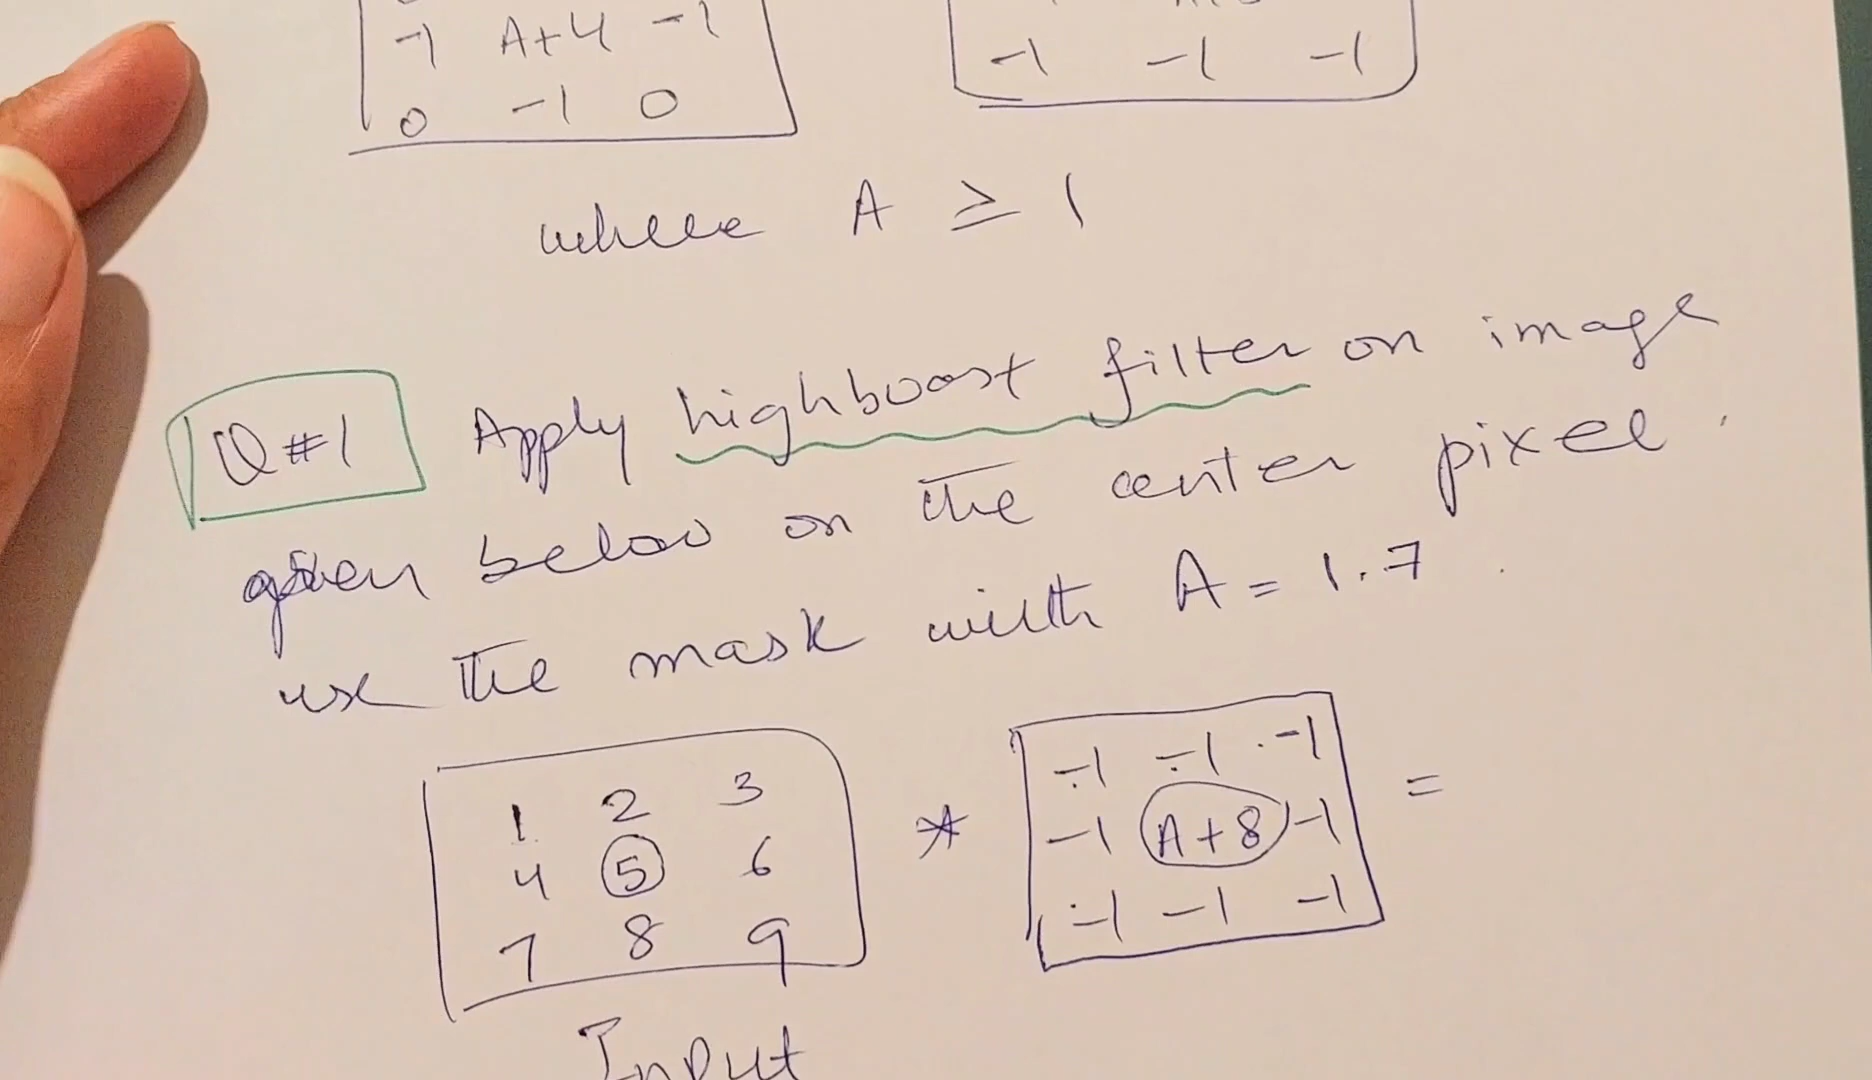 -1 A+4 -1
0 -1 0
-1 -1 -1
where A ≥ 1
Q#1 Apply highboost filter on image
given below on the center pixel.
use the mask with A = 1.7.
1 2 3
4 5 6
7 8 9
*
-1 -1 -1
-1 A+8 -1
-1 -1 -1
=
Input